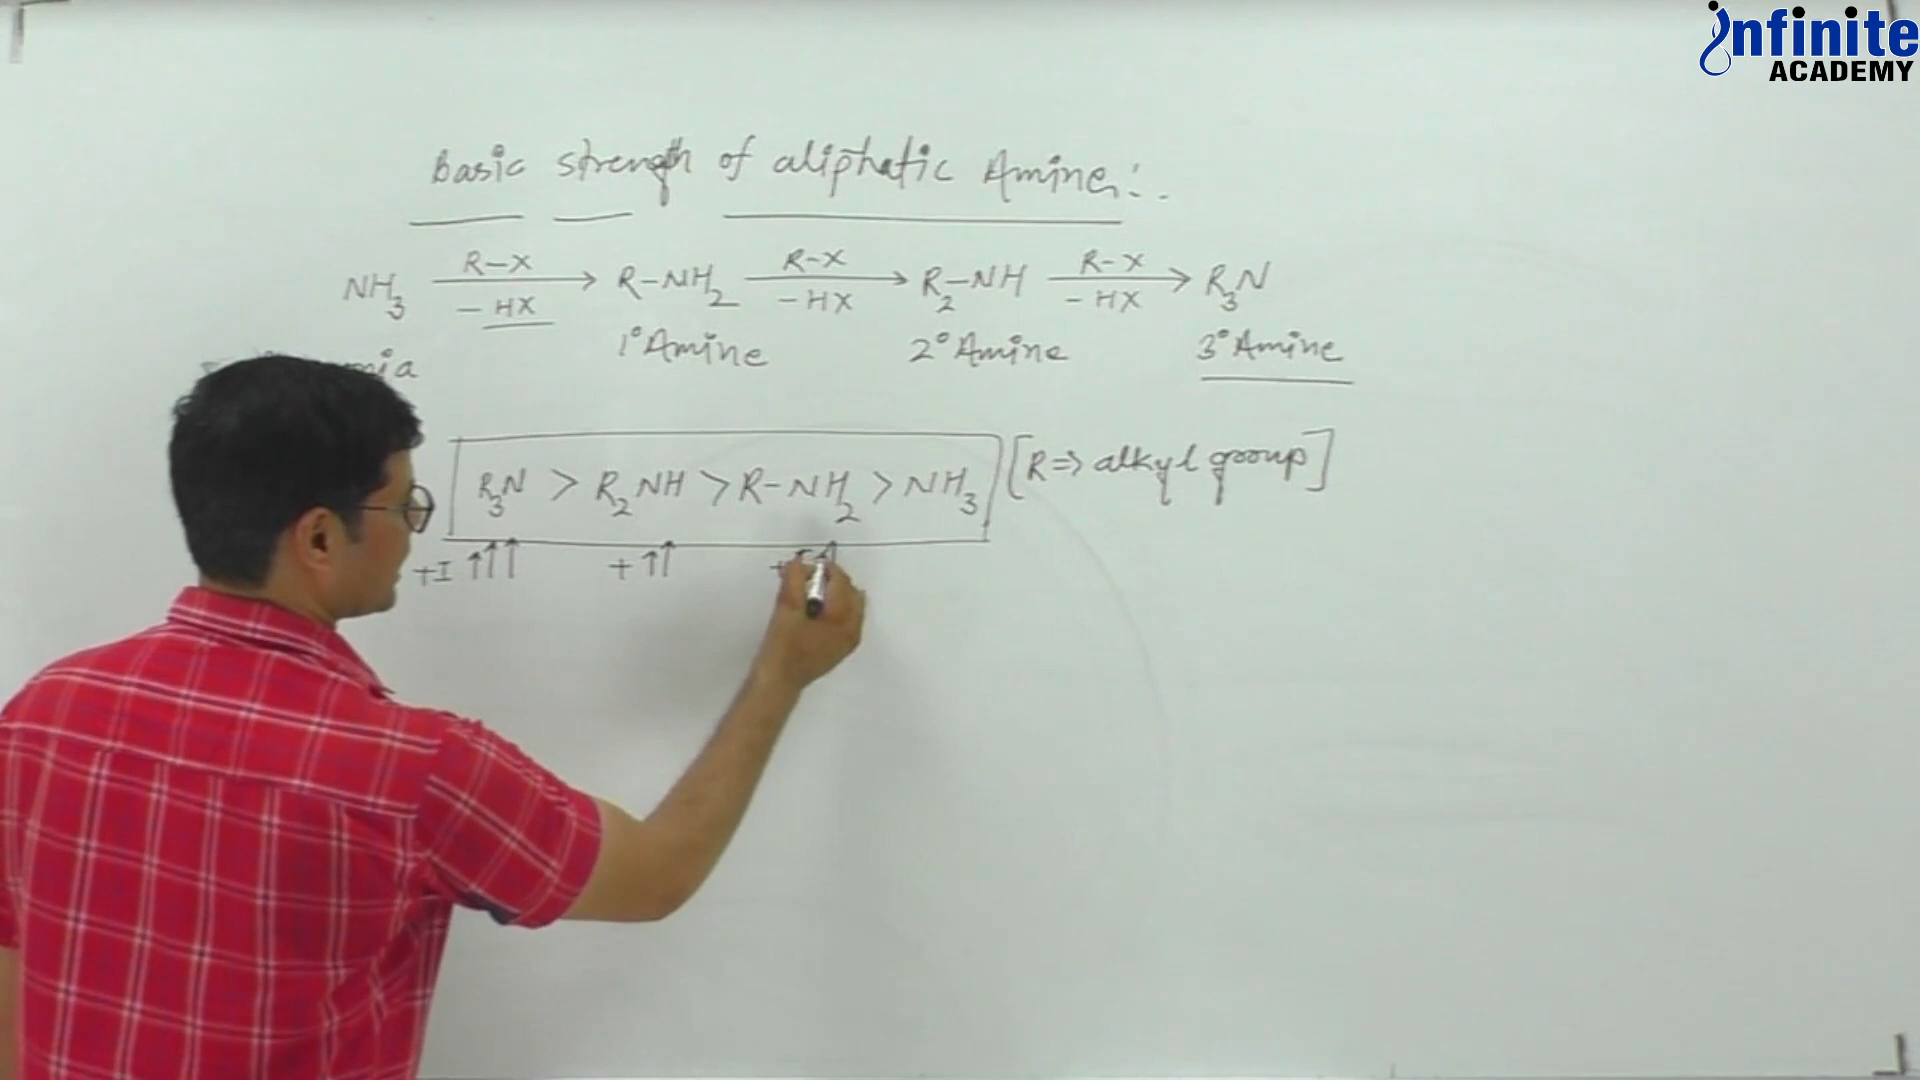 infinite
ACADEMY
Basic strength of aliphatic Amine:-
NH3 R-X -HX → R-NH2 R-X -HX → R2-NH R-X -HX → R3N
1° Amine 2° Amine 3° Amine
R3N > R2NH > R-NH2 > NH3 [R ⇒ alkyl group]
+I ↑↑↑ + ↑↑